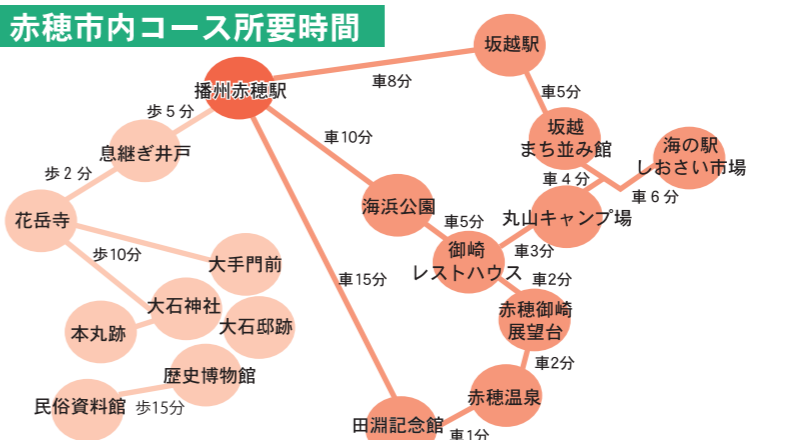 赤穂市内コース所要時間
坂越駅
車8分
播州赤穂駅
車5分
歩５分
坂越
まち並み館
車10分
海の駅
しおさい市場
息継ぎ井戸
歩２分
車４分
車６分
海浜公園
丸山キャンプ場
花岳寺
車5分
御崎
レストハウス
車3分
歩10分
大手門前
車15分
車2分
大石神社
赤穂御崎
展望台
大石邸跡
本丸跡
車2分
歴史博物館
民俗資料館
歩15分
赤穂温泉
田淵記念館
車1分